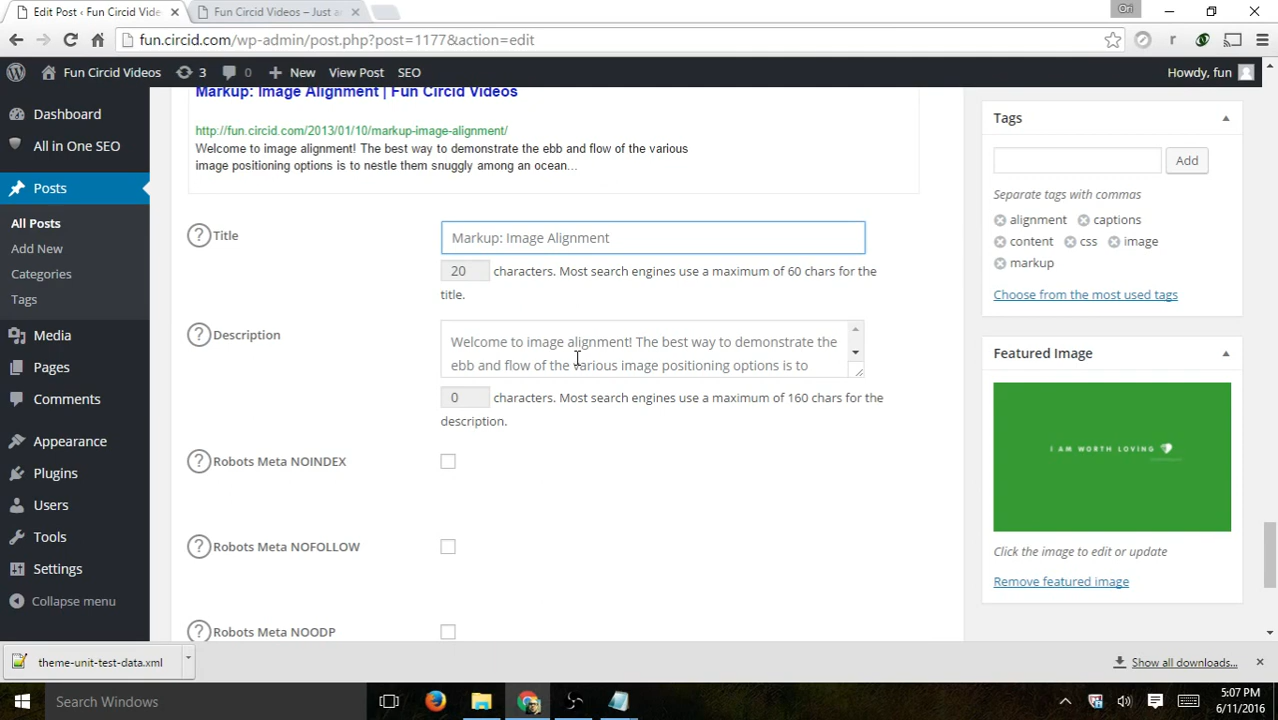 Edit Post ‹ Fun Circid Vide
Fun Circid Videos – Just a
Ori
fun.circid.com/wp-admin/post.php?post=1177&action=edit
Fun Circid Videos
3
0
New
View Post
SEO
Howdy, fun
Dashboard
All in One SEO
Posts
All Posts
Add New
Categories
Tags
Media
Pages
Comments
Appearance
Plugins
Users
Tools
Settings
Collapse menu
Markup: Image Alignment | Fun Circid Videos
http://fun.circid.com/2013/01/10/markup-image-alignment/
Welcome to image alignment! The best way to demonstrate the ebb and flow of the various
image positioning options is to nestle them snuggly among an ocean...
Title
Markup: Image Alignment
20 characters. Most search engines use a maximum of 60 chars for the
title.
Description
Welcome to image alignment! The best way to demonstrate the
ebb and flow of the various image positioning options is to
0 characters. Most search engines use a maximum of 160 chars for the
description.
Robots Meta NOINDEX
Robots Meta NOFOLLOW
Robots Meta NOODP
Tags
Add
Separate tags with commas
alignment captions
content css image
markup
Choose from the most used tags
Featured Image
I AM WORTH LOVING
Click the image to edit or update
Remove featured image
theme-unit-test-data.xml
Show all downloads...
Search Windows
5:07 PM
6/11/2016